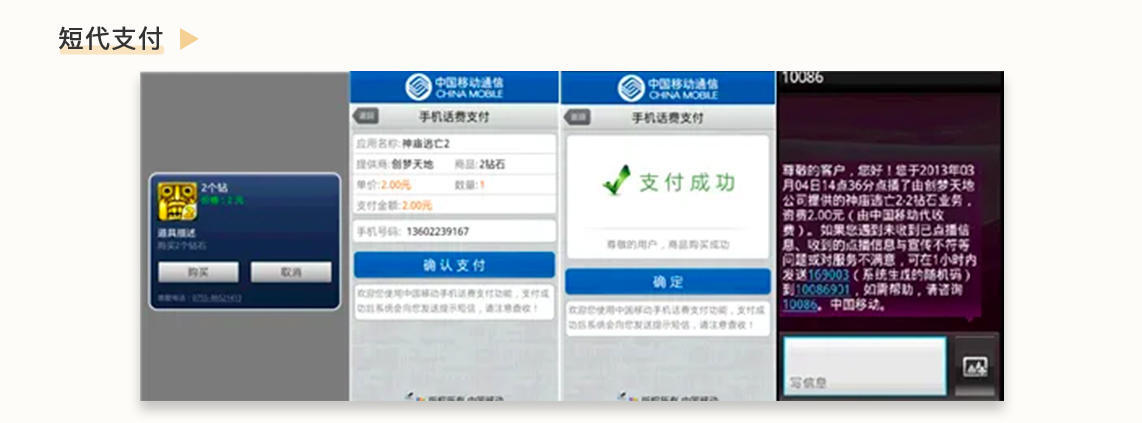 短代支付
2个钻
价格：2元
道具描述
购买2个钻石
购买
取消
中国移动通信
CHINA MOBILE
返回
手机话费支付
应用名称: 神庙逃亡2
提供商: 创梦天地 商品: 2钻石
单价: 2.00元 数量: 1
支付金额: 2.00元
手机号码: 13602239167
确认支付
欢迎您使用中国移动手机话费支付功能，支付成
功后系统会向您发送提示短信，请注意查收！
版权所有 中国移动
中国移动通信
CHINA MOBILE
返回
手机话费支付
支付成功
尊敬的用户，商品购买成功
确定
欢迎您使用中国移动手机话费支付功能，支付成
功后系统会向您发送提示短信，请注意查收！
版权所有 中国移动
10086
尊敬的客户，您好！您于2013年03
月04日14点36分点播了由创梦天地
公司提供的神庙逃亡2-2钻石业务，
资费2.00元（由中国移动代收
费）。如果您遇到未收到已点播信
息、收到的点播信息与宣传不符等
问题或对服务不满意，可在1小时内
发送169003（系统生成的随机码）
到10086901，如需帮助，请咨询
10086。中国移动。
写信息